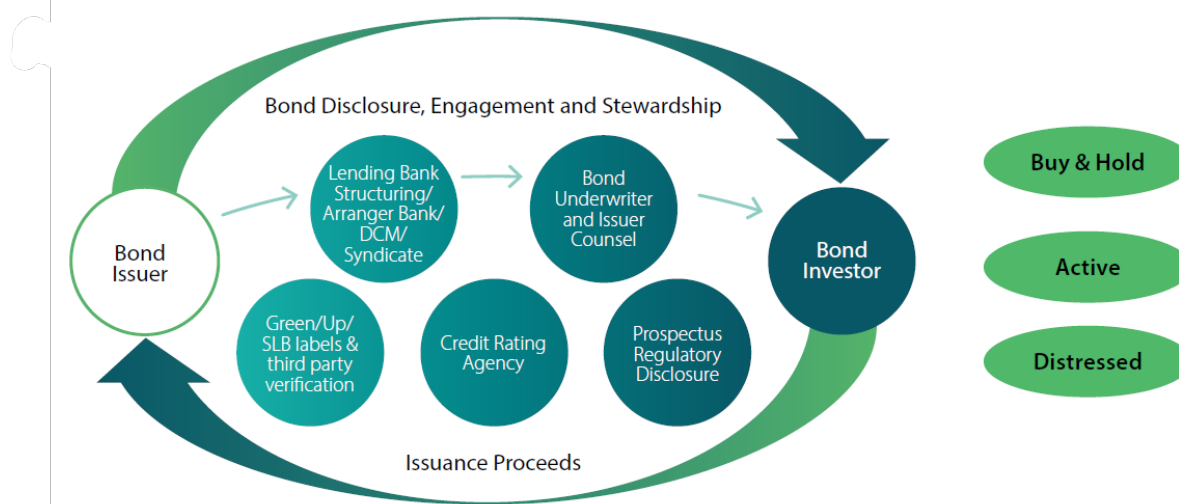 Bond Disclosure, Engagement and Stewardship
Bond
Issuer
Lending Bank
Structuring/
Arranger Bank/
DCM/
Syndicate
Bond
Underwriter
and Issuer
Counsel
Bond
Investor
Green/Up/
SLB labels &
third party
verification
Credit Rating
Agency
Prospectus
Regulatory
Disclosure
Issuance Proceeds
Buy & Hold
Active
Distressed